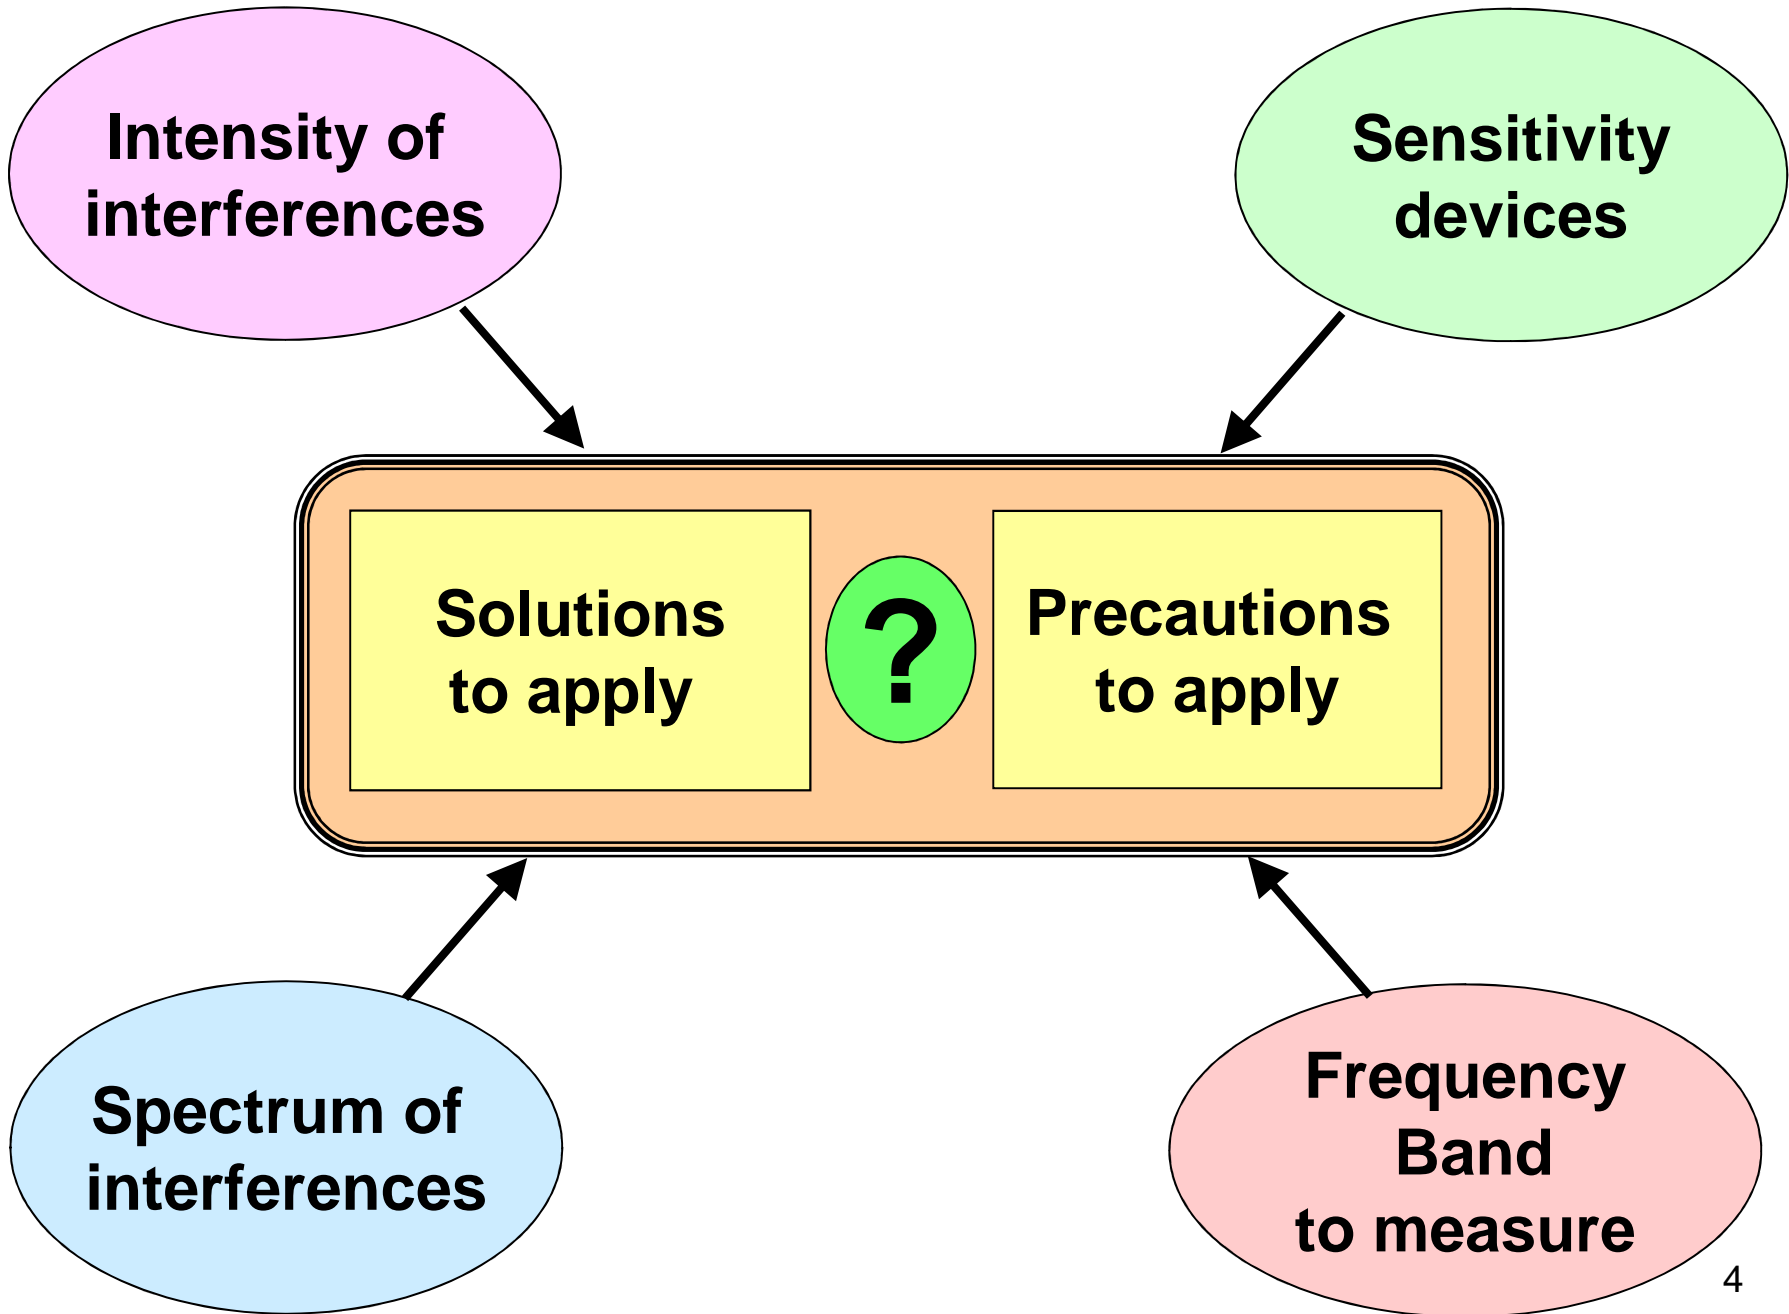 Intensity of
interferences
Sensitivity
devices
Solutions
to apply
?
Precautions
to apply
Spectrum of
interferences
Frequency
Band
to measure
4